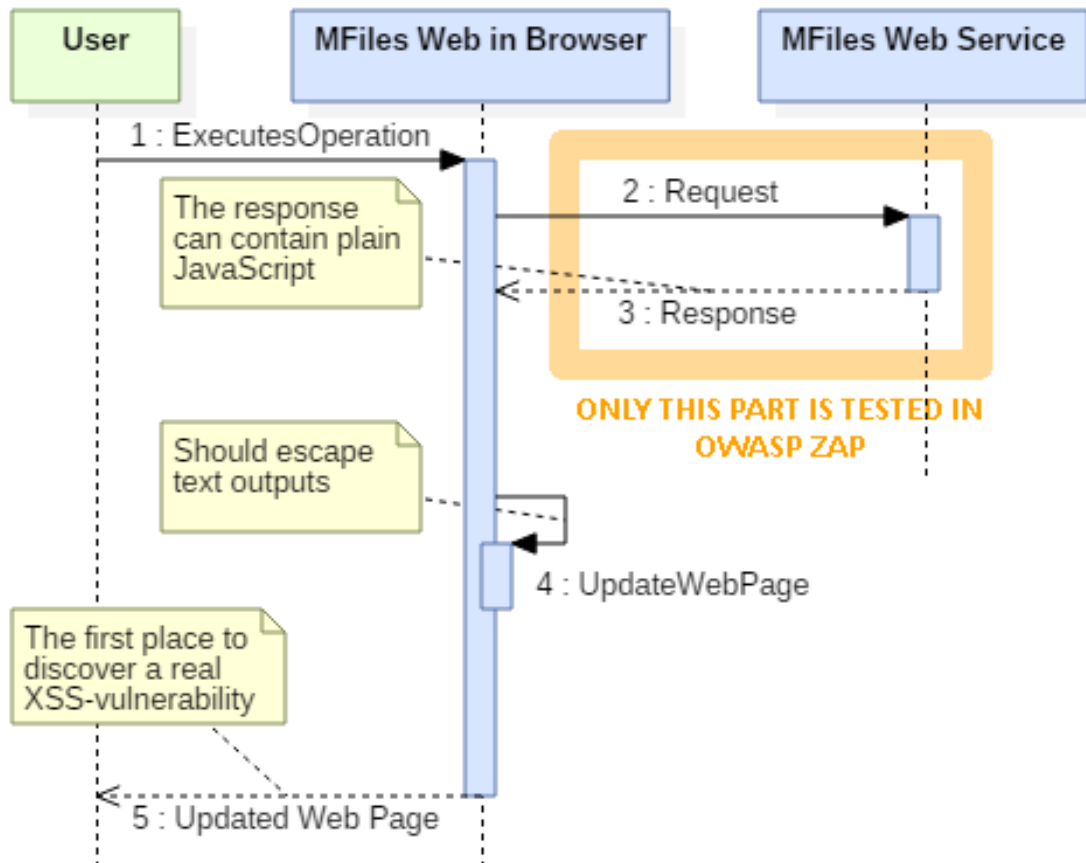 User
MFiles Web in Browser
MFiles Web Service
1 : ExecutesOperation
2 : Request
The response
can contain plain
JavaScript
3 : Response
ONLY THIS PART IS TESTED IN
OWASP ZAP
Should escape
text outputs
4 : UpdateWebPage
The first place to
discover a real
XSS-vulnerability
5 : Updated Web Page